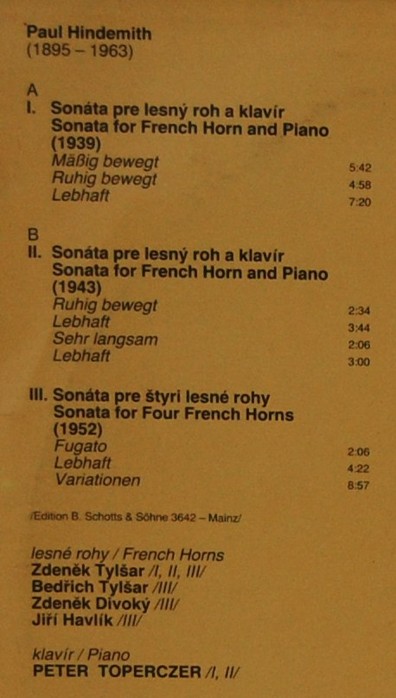 Paul Hindemith
(1895 – 1963)
A
I. Sonáta pre lesný roh a klavír
Sonata for French Horn and Piano
(1939)
Mäßig bewegt 5:42
Ruhig bewegt 4:58
Lebhaft 7:20
B
II. Sonáta pre lesný roh a klavír
Sonata for French Horn and Piano
(1943)
Ruhig bewegt 2:34
Lebhaft 3:44
Sehr langsam 2:06
Lebhaft 3:00
III. Sonáta pre štyri lesné rohy
Sonata for Four French Horns
(1952)
Fugato 2:06
Lebhaft 4:22
Variationen 8:57
/Edition B. Schotts & Söhne 3642 – Mainz/
lesné rohy / French Horns
Zdeněk Tylšar /I, II, III/
Bedřich Tylšar /III/
Zdeněk Divoký /III/
Jiří Havlík /III/
klavír / Piano
PETER TOPERCZER /I, II/